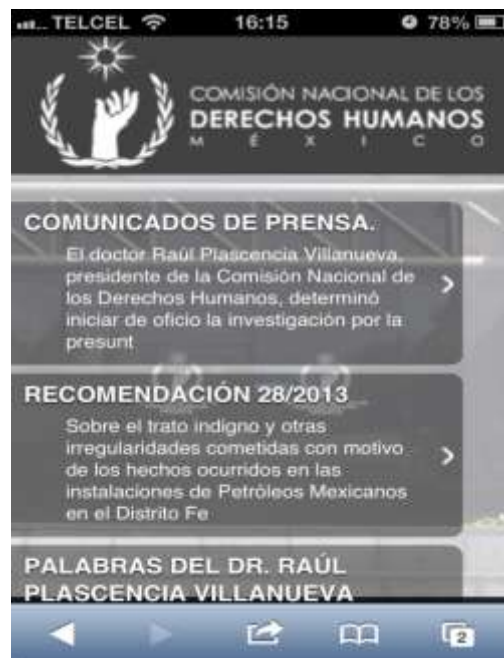 TELCEL 16:15 78%
COMISIÓN NACIONAL DE LOS
DERECHOS HUMANOS
M É X I C O
COMUNICADOS DE PRENSA.
El doctor Raúl Plascencia Villanueva,
presidente de la Comisión Nacional de
los Derechos Humanos, determinó
iniciar de oficio la investigación por la
presunt
RECOMENDACIÓN 28/2013
Sobre el trato indigno y otras
irregularidades cometidas con motivo
de los hechos ocurridos en las
instalaciones de Petróleos Mexicanos
en el Distrito Fe
PALABRAS DEL DR. RAÚL
PLASCENCIA VILLANUEVA
2